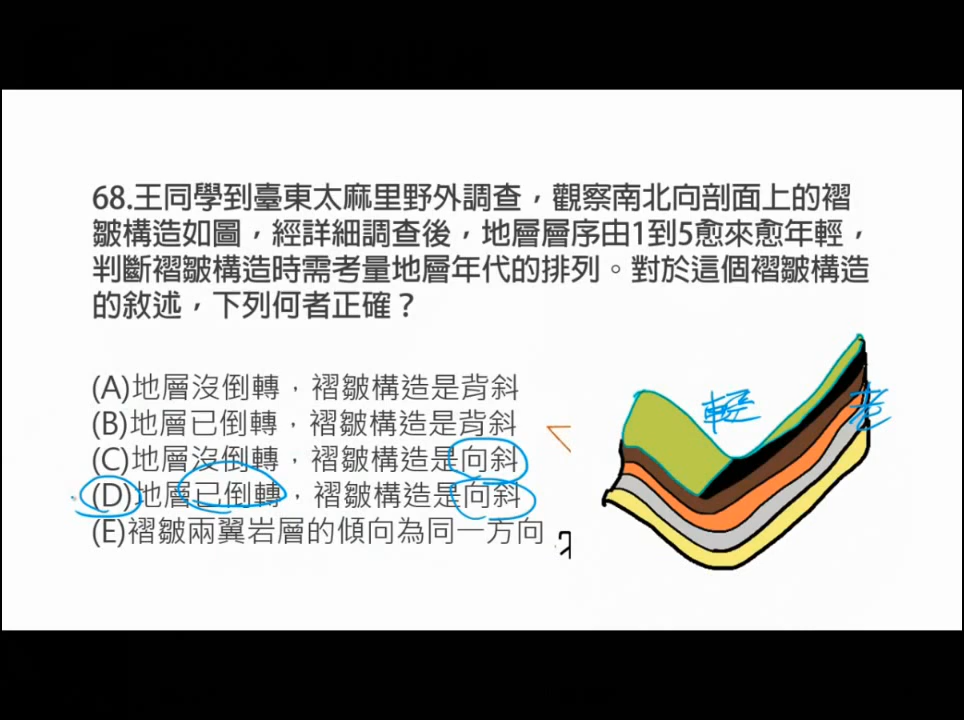 68.王同學到臺東太麻里野外調查，觀察南北向剖面上的褶
皺構造如圖，經詳細調查後，地層層序由1到5愈來愈年輕，
判斷褶皺構造時需考量地層年代的排列。對於這個褶皺構造
的敘述，下列何者正確？
(A)地層沒倒轉，褶皺構造是背斜
(B)地層已倒轉，褶皺構造是背斜
(C)地層沒倒轉，褶皺構造是向斜
(D)地層已倒轉，褶皺構造是向斜
(E)褶皺兩翼岩層的傾向為同一方向
輕
老